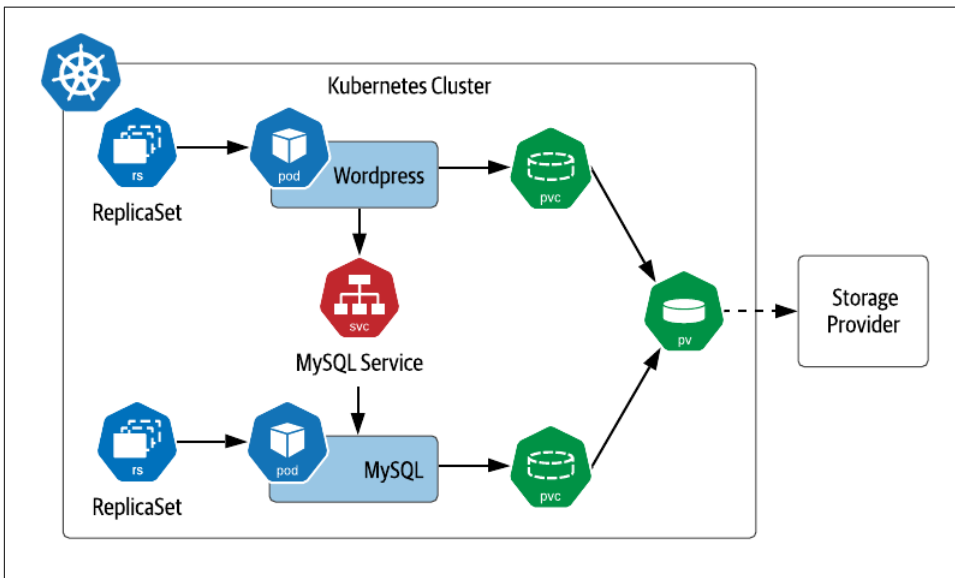 Kubernetes Cluster
rs
ReplicaSet
pod
Wordpress
pvc
svc
MySQL Service
pv
Storage
Provider
rs
ReplicaSet
pod
MySQL
pvc